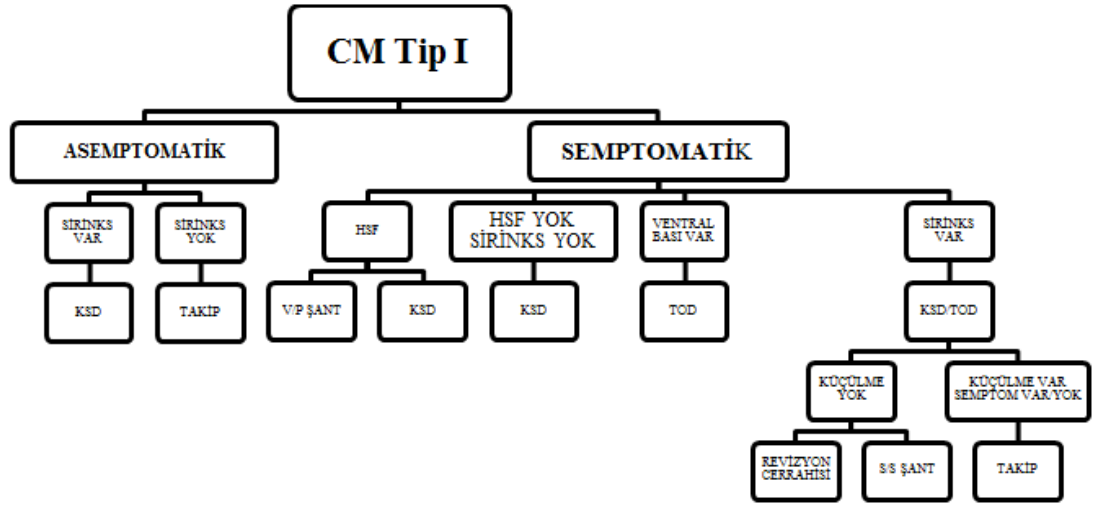 CM Tip I
ASEMPTOMATİK
SEMPTOMATİK
SİRİNKS
VAR
SİRİNKS
YOK
HSF
HSF YOK
SİRİNKS YOK
VENTRAL
BASI VAR
SİRİNKS
VAR
KSD
TAKİP
V/P ŞANT
KSD
KSD
TOD
KSD/TOD
KÜÇÜLME
YOK
KÜÇÜLME VAR
SEMPTOM VAR/YOK
REVİZYON
CERRAHİSİ
S/S ŞANT
TAKİP